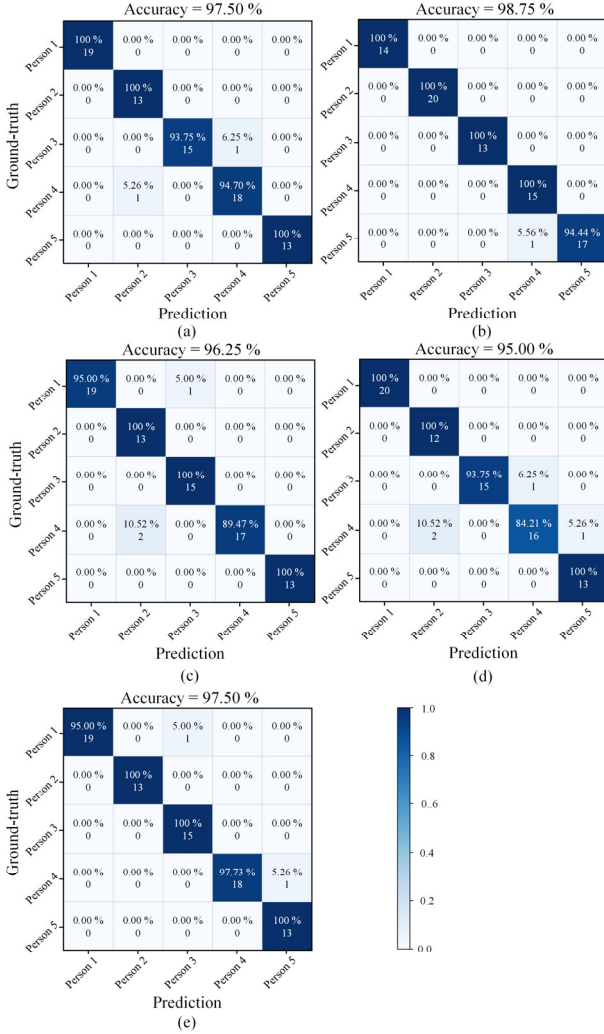 Accuracy = 97.50 %
Ground-truth
Person 1
100 % 0.00 % 0.00 % 0.00 % 0.00 %
19 0 0 0 0
Person 2
0.00 % 100 % 0.00 % 0.00 % 0.00 %
0 13 0 0 0
Person 3
0.00 % 0.00 % 93.75 % 6.25 % 0.00 %
0 0 15 1 0
Person 4
0.00 % 5.26 % 0.00 % 94.70 % 0.00 %
0 1 0 18 0
Person 5
0.00 % 0.00 % 0.00 % 0.00 % 100 %
0 0 0 0 13
Person 1 Person 2 Person 3 Person 4 Person 5
Prediction
(a)
Accuracy = 98.75 %
Person 1
100 % 0.00 % 0.00 % 0.00 % 0.00 %
14 0 0 0 0
Person 2
0.00 % 100 % 0.00 % 0.00 % 0.00 %
0 20 0 0 0
Person 3
0.00 % 0.00 % 100 % 0.00 % 0.00 %
0 0 13 0 0
Person 4
0.00 % 0.00 % 0.00 % 100 % 0.00 %
0 0 0 15 0
Person 5
0.00 % 0.00 % 0.00 % 5.56 % 94.44 %
0 0 0 1 17
Person 1 Person 2 Person 3 Person 4 Person 5
Prediction
(b)
Accuracy = 96.25 %
Ground-truth
Person 1
95.00 % 0.00 % 5.00 % 0.00 % 0.00 %
19 0 1 0 0
Person 2
0.00 % 100 % 0.00 % 0.00 % 0.00 %
0 13 0 0 0
Person 3
0.00 % 0.00 % 100 % 0.00 % 0.00 %
0 0 15 0 0
Person 4
0.00 % 10.52 % 0.00 % 89.47 % 0.00 %
0 2 0 17 0
Person 5
0.00 % 0.00 % 0.00 % 0.00 % 100 %
0 0 0 0 13
Person 1 Person 2 Person 3 Person 4 Person 5
Prediction
(c)
Accuracy = 95.00 %
Person 1
100 % 0.00 % 0.00 % 0.00 % 0.00 %
20 0 0 0 0
Person 2
0.00 % 100 % 0.00 % 0.00 % 0.00 %
0 12 0 0 0
Person 3
0.00 % 0.00 % 93.75 % 6.25 % 0.00 %
0 0 15 1 0
Person 4
0.00 % 10.52 % 0.00 % 84.21 % 5.26 %
0 2 0 16 1
Person 5
0.00 % 0.00 % 0.00 % 0.00 % 100 %
0 0 0 0 13
Person 1 Person 2 Person 3 Person 4 Person 5
Prediction
(d)
Accuracy = 97.50 %
Ground-truth
Person 1
95.00 % 0.00 % 5.00 % 0.00 % 0.00 %
19 0 1 0 0
Person 2
0.00 % 100 % 0.00 % 0.00 % 0.00 %
0 13 0 0 0
Person 3
0.00 % 0.00 % 100 % 0.00 % 0.00 %
0 0 15 0 0
Person 4
0.00 % 0.00 % 0.00 % 97.73 % 5.26 %
0 0 0 18 1
Person 5
0.00 % 0.00 % 0.00 % 0.00 % 100 %
0 0 0 0 13
Person 1 Person 2 Person 3 Person 4 Person 5
Prediction
(e)
1.0
0.8
0.6
0.4
0.2
0.0